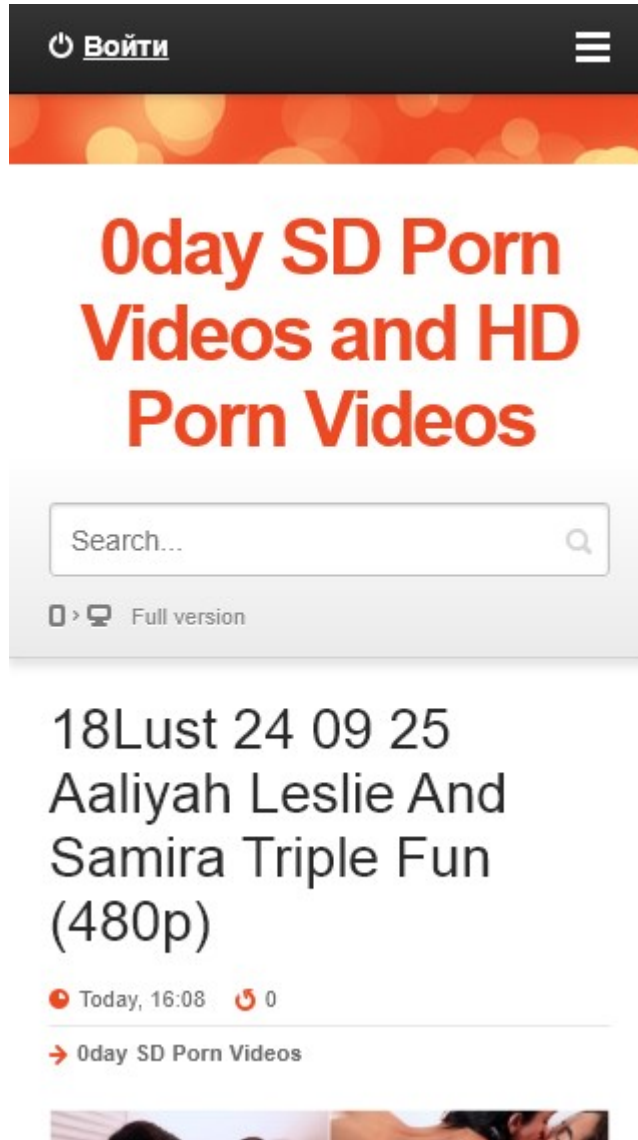 Войти
0day SD Porn
Videos and HD
Porn Videos
Search...
Full version
18Lust 24 09 25
Aaliyah Leslie And
Samira Triple Fun
(480p)
Today, 16:08 0
0day SD Porn Videos